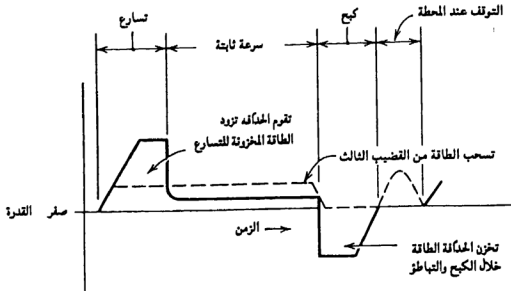 التوقف عند المحطة
كبح
سرعة ثابتة
تسارع
تقوم الحدافه تزود
الطاقة المخزونة للتسارع
تسحب الطاقة من القضيب الثالث
صفر القدرة
الزمن
تخزن الحدافة الطاقة
خلال الكبح والتباطؤ